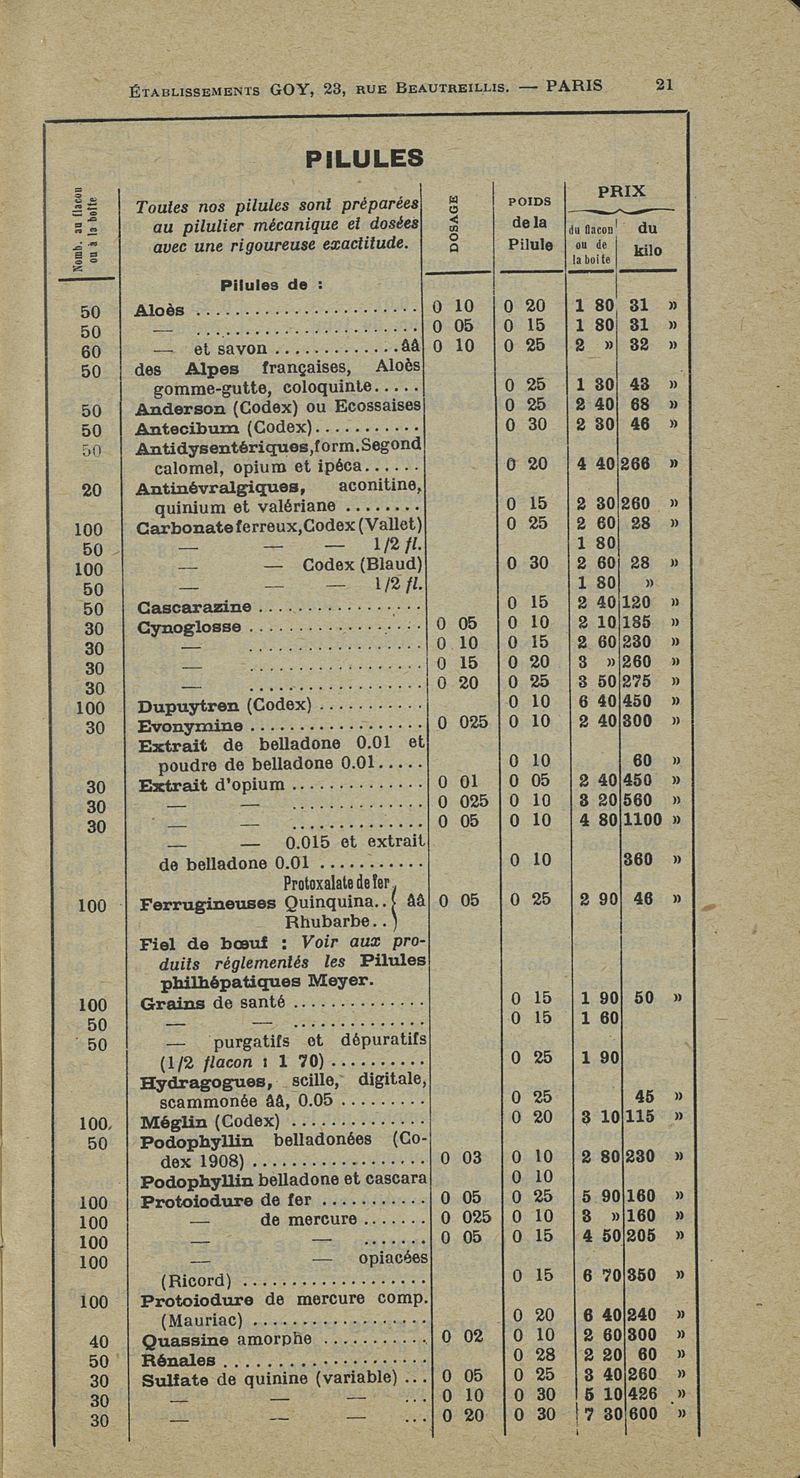 ÉTABLISSEMENTS GOY, 23, RUE BEAUTREILLIS. — PARIS 21
PILULES
Nomb. au flacon ou à la boîte
Toutes nos pilules sont préparées
au pilulier mécanique et dosées
avec une rigoureuse exactitude.
DOSAGE
POIDS de la Pilule
PRIX
du flacon ou de la boîte
du kilo
Pilules de :
50 Aloès ... 0 10 0 20 1 80 31 »
50 — ... 0 05 0 15 1 80 31 »
60 — et savon ... ââ 0 10 0 25 2 » 32 »
50 des Alpes françaises, Aloès
gomme-gutte, coloquinte ..... 0 25 1 30 43 »
50 Anderson (Codex) ou Ecossaises 0 25 2 40 68 »
50 Antecibum (Codex) ... 0 30 2 30 46 »
50 Antidysentériques, form. Segond
calomel, opium et ipéca ...... 0 20 4 40 266 »
20 Antinévralgiques, aconitine,
quinium et valériane ........ 0 15 2 30 260 »
100 Carbonate ferreux, Codex (Vallet) 0 25 2 60 28 »
50 — — — 1/2 fl. 1 80
100 — — Codex (Blaud) 0 30 2 60 28 »
50 — — — 1/2 fl. 1 80 »
50 Cascarazine ... 0 15 2 40 120 »
30 Cynoglosse ... 0 05 0 10 2 10 185 »
30 — ... 0 10 0 15 2 60 230 »
30 — ... 0 15 0 20 3 » 260 »
30 — ... 0 20 0 25 3 50 275 »
100 Dupuytren (Codex) ... 0 10 6 40 450 »
30 Evonymine ... 0 025 0 10 2 40 300 »
Extrait de belladone 0.01 et
poudre de belladone 0.01 ..... 0 10 60 »
30 Extrait d'opium ... 0 01 0 05 2 40 450 »
30 — — ... 0 025 0 10 3 20 560 »
30 — — ... 0 05 0 10 4 80 1100 »
— — 0.015 et extrait
de belladone 0.01 ... 0 10 360 »
Protoxalate de fer
100 Ferrugineuses Quinquina.. } ââ 0 05 0 25 2 90 46 »
Rhubarbe..
Fiel de bœuf : Voir aux pro-
duits réglementés les Pilules
philhépatiques Meyer.
100 Grains de santé ... 0 15 1 90 50 »
50 — — ... 0 15 1 60
50 — purgatifs et dépuratifs
(1/2 flacon : 1 70) ... 0 25 1 90
Hydragogues, scille, digitale,
scammonée ââ, 0.05 ......... 0 25 45 »
100 Méglin (Codex) ... 0 20 3 10 115 »
50 Podophyllin belladonées (Co-
dex 1908) ... 0 03 0 10 2 80 230 »
Podophyllin belladone et cascara 0 10
100 Protoiodure de fer ... 0 05 0 25 5 90 160 »
100 — de mercure ....... 0 025 0 10 3 » 160 »
100 — — ....... 0 05 0 15 4 50 205 »
100 — — opiacées
(Ricord) ... 0 15 6 70 350 »
100 Protoiodure de mercure comp.
(Mauriac) ... 0 20 6 40 240 »
40 Quassine amorphe ... 0 02 0 10 2 60 300 »
50 Rénales ... 0 28 2 20 60 »
30 Sulfate de quinine (variable) ... 0 05 0 25 3 40 260 »
30 — — — ... 0 10 0 30 5 10 426 »
30 — — — ... 0 20 0 30 7 30 600 »